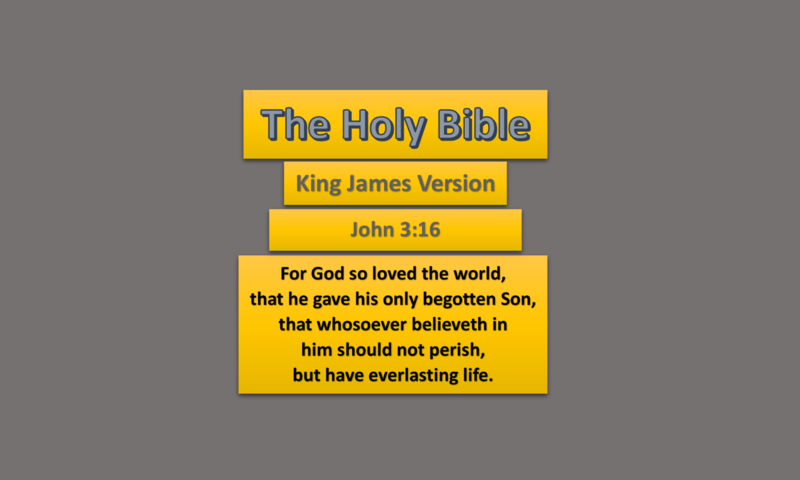 The Holy Bible
King James Version
John 3:16
For God so loved the world,
that he gave his only begotten Son,
that whosoever believeth in
him should not perish,
but have everlasting life.